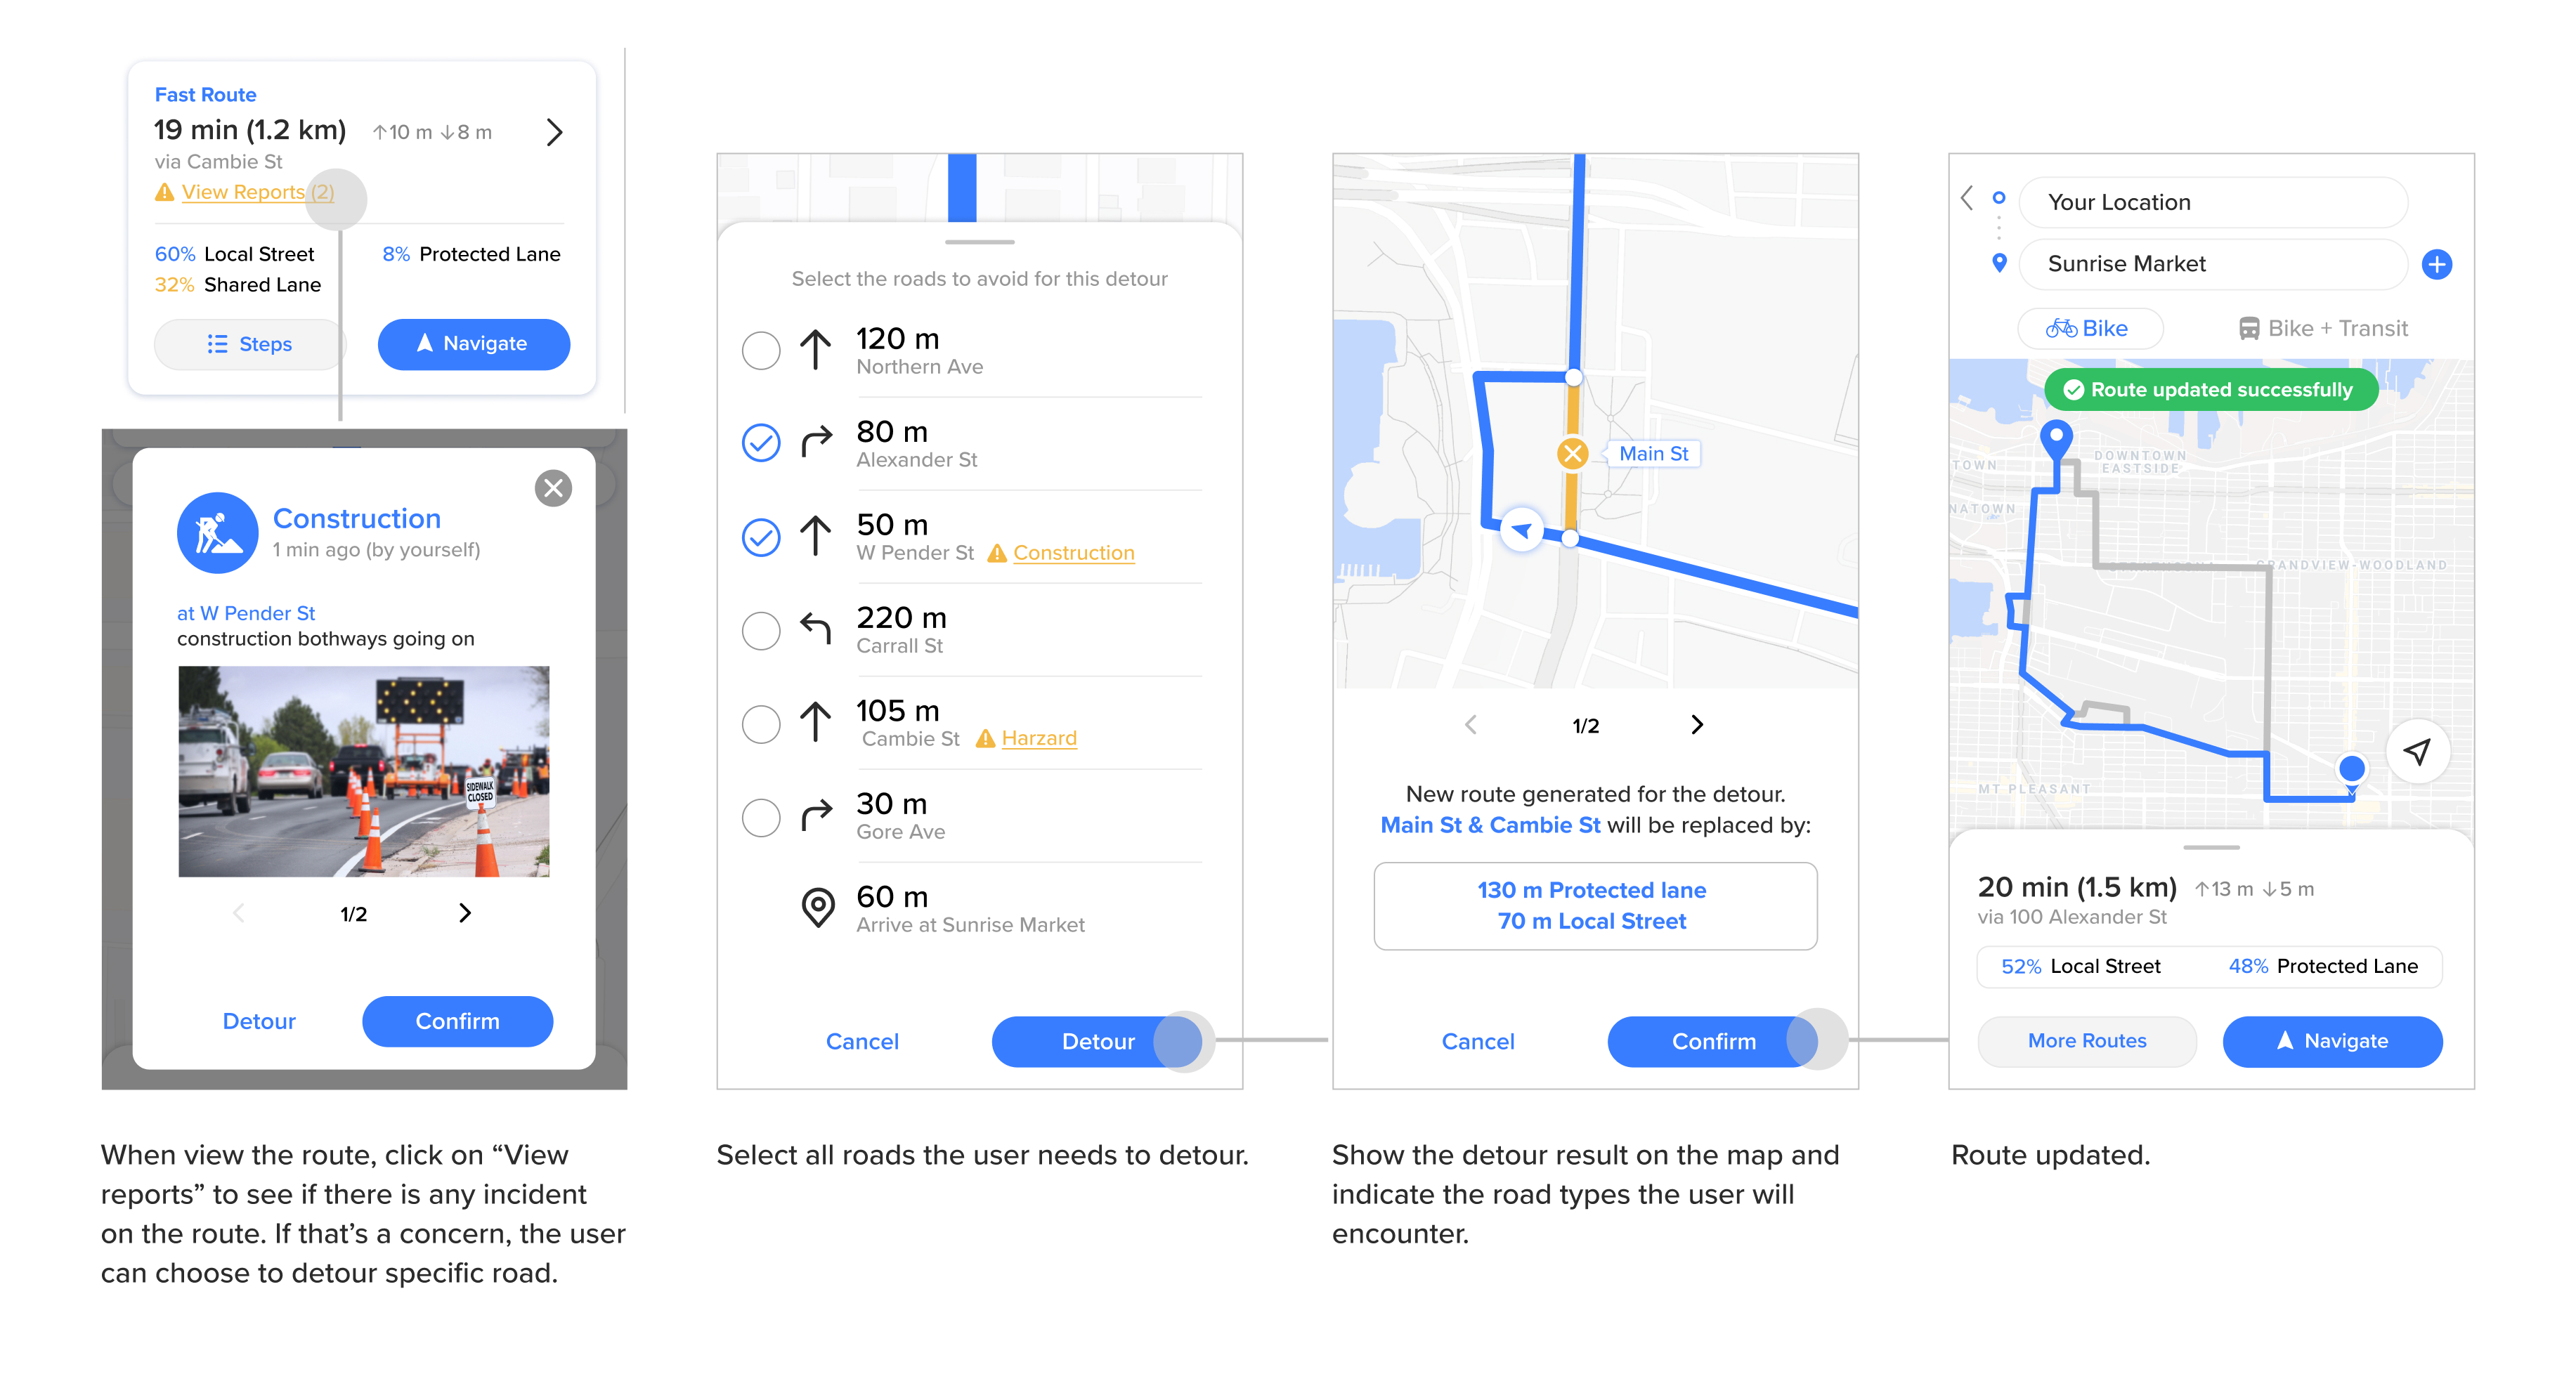 Fast Route
19 min (1.2 km) ↑10 m ↓8 m
via Cambie St
View Reports (2)
60% Local Street 8% Protected Lane
32% Shared Lane
Steps Navigate
Construction
1 min ago (by yourself)
at W Pender St
construction bothways going on
SIDEWALK
CLOSED
1/2
Detour Confirm
When view the route, click on “View
reports” to see if there is any incident
on the route. If that’s a concern, the user
can choose to detour specific road.
Select the roads to avoid for this detour
120 m
Northern Ave
80 m
Alexander St
50 m
W Pender St Construction
220 m
Carrall St
105 m
Cambie St Harzard
30 m
Gore Ave
60 m
Arrive at Sunrise Market
Cancel Detour
Select all roads the user needs to detour.
Main St
1/2
New route generated for the detour.
Main St & Cambie St will be replaced by:
130 m Protected lane
70 m Local Street
Cancel Confirm
Show the detour result on the map and
indicate the road types the user will
encounter.
Your Location
Sunrise Market
Bike Bike + Transit
Route updated successfully
DOWNTOWN
EASTSIDE
TOWN
NATOWN
GRANDVIEW-WOODLAND
MT PLEASANT
20 min (1.5 km) ↑13 m ↓5 m
via 100 Alexander St
52% Local Street 48% Protected Lane
More Routes Navigate
Route updated.